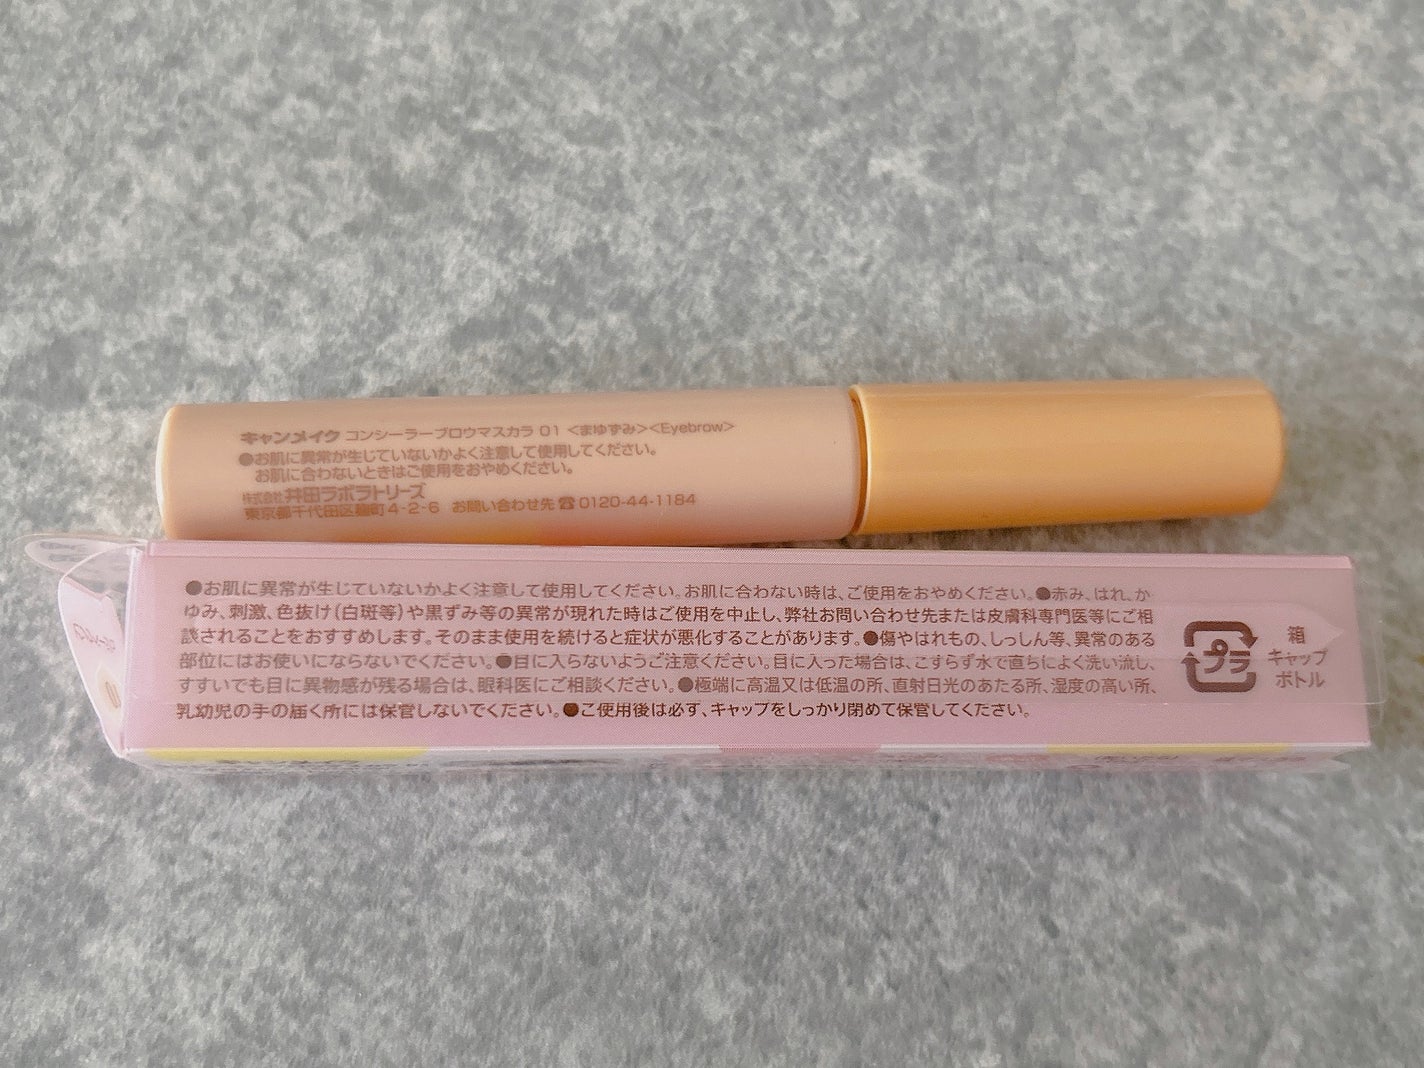 キャンメイク コンシーラーブロウマスカラ 01 <まゆずみ><Eyebrow>
●お肌に異常が生じていないかよく注意して使用してください。
お肌に合わないときはご使用をおやめください。
株式会社 井田ラボラトリーズ
東京都千代田区麹町4-2-6 お問い合わせ先☎0120-44-1184
●お肌に異常が生じていないかよく注意して使用してください。お肌に合わない時は、ご使用をおやめください。●赤み、はれ、か
ゆみ、刺激、色抜け(白斑等)や黒ずみ等の異常が現れた時はご使用を中止し、弊社お問い合わせ先または皮膚科専門医等にご相
談されることをおすすめします。そのまま使用を続けると症状が悪化することがあります。●傷やはれもの、しっしん等、異常のある
部位にはお使いにならないでください。●目に入らないようご注意ください。目に入った場合は、こすらず水で直ちによく洗い流し、
すすいでも目に異物感が残る場合は、眼科医にご相談ください。●極端に高温又は低温の所、直射日光のあたる所、湿度の高い所、
乳幼児の手の届く所には保管しないでください。●ご使用後は必ず、キャップをしっかり閉めて保管してください。
プラ
箱
キャップ
ボトル